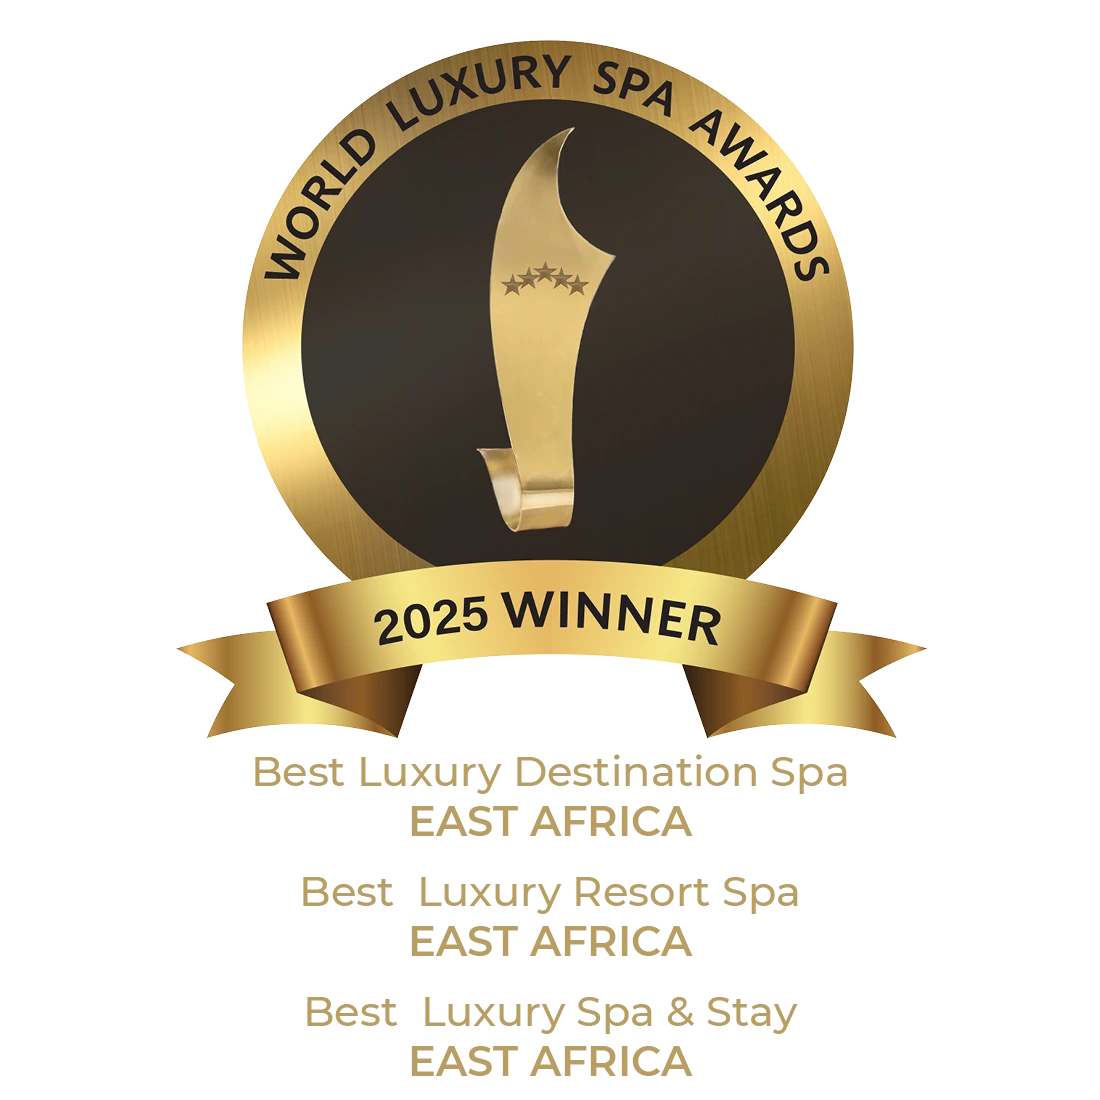 WORLD LUXURY SPA AWARDS
2025 WINNER
Best Luxury Destination Spa
EAST AFRICA
Best Luxury Resort Spa
EAST AFRICA
Best Luxury Spa & Stay
EAST AFRICA